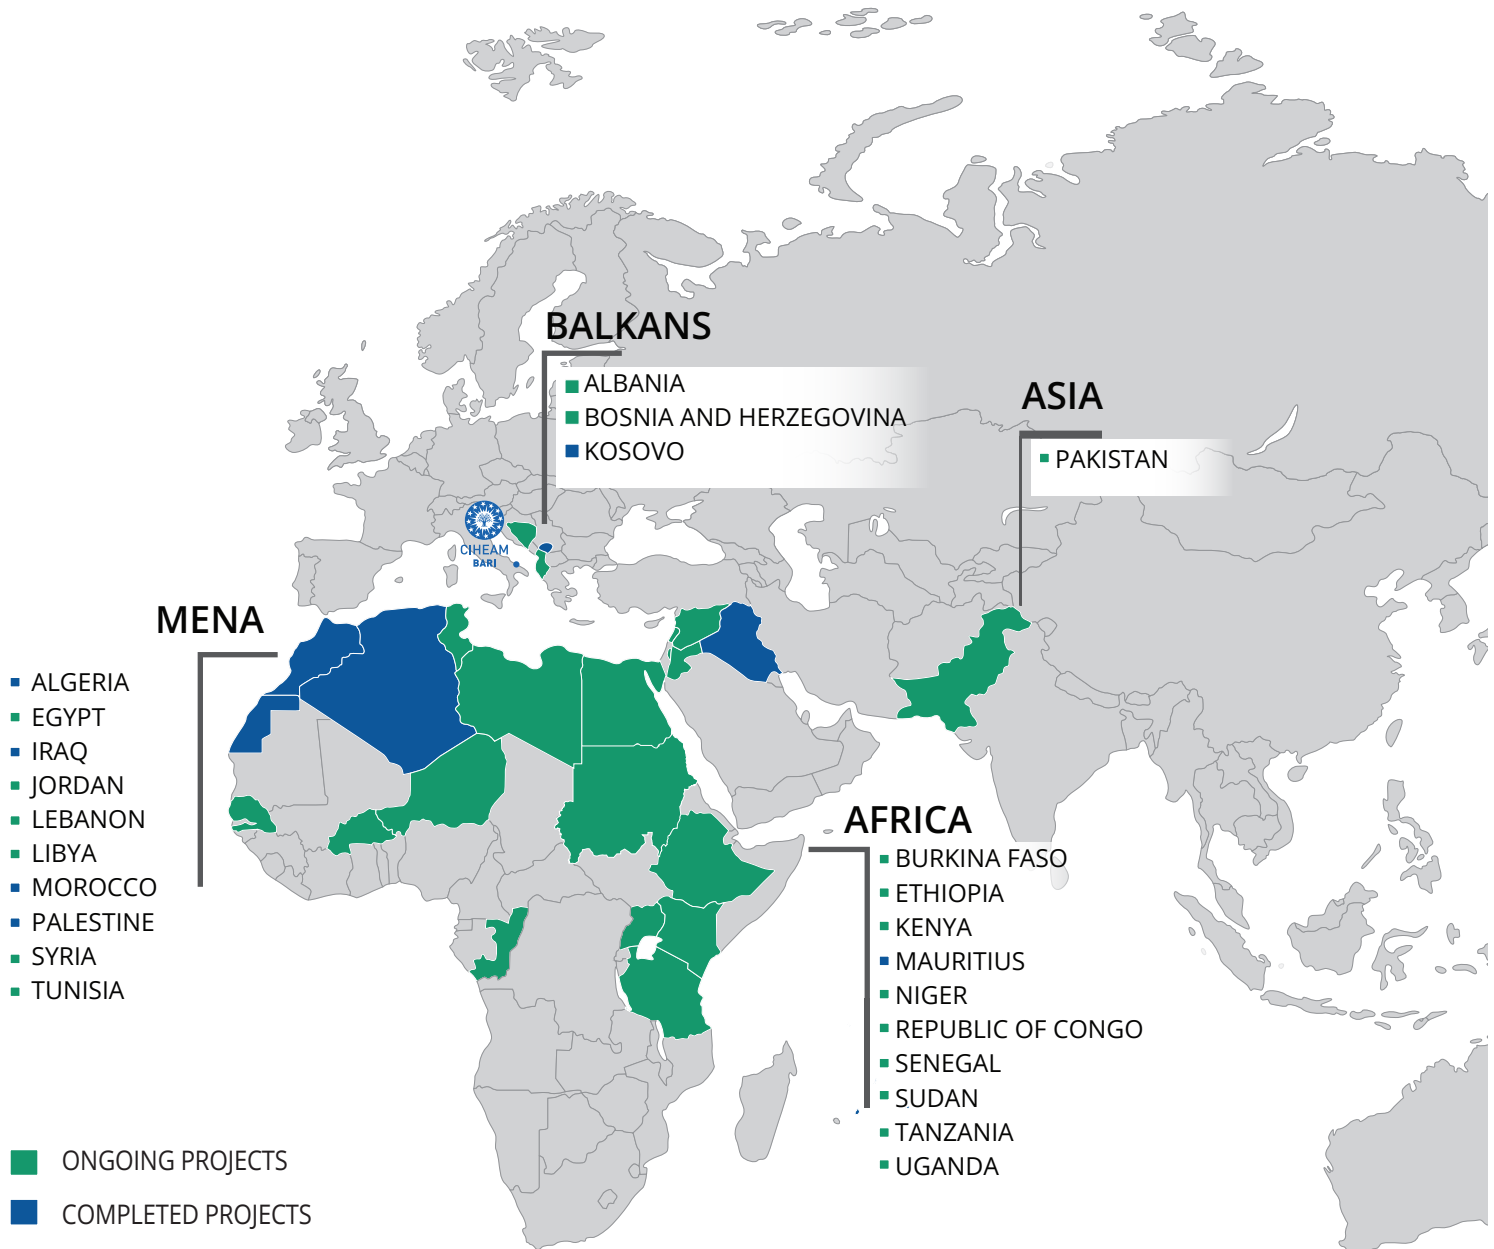 BALKANS
ALBANIA
BOSNIA AND HERZEGOVINA
KOSOVO
ASIA
PAKISTAN
CIHEAM
BARI
MENA
ALGERIA
EGYPT
IRAQ
JORDAN
LEBANON
LIBYA
MOROCCO
PALESTINE
SYRIA
TUNISIA
AFRICA
BURKINA FASO
ETHIOPIA
KENYA
MAURITIUS
NIGER
REPUBLIC OF CONGO
SENEGAL
SUDAN
TANZANIA
UGANDA
ONGOING PROJECTS
COMPLETED PROJECTS